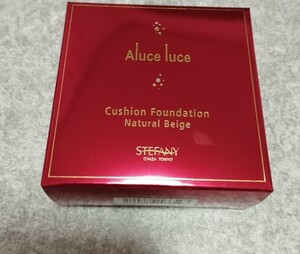 Aluce luce
Cushion Foundation
Natural Beige
STEFANY
GINZA TOKYO